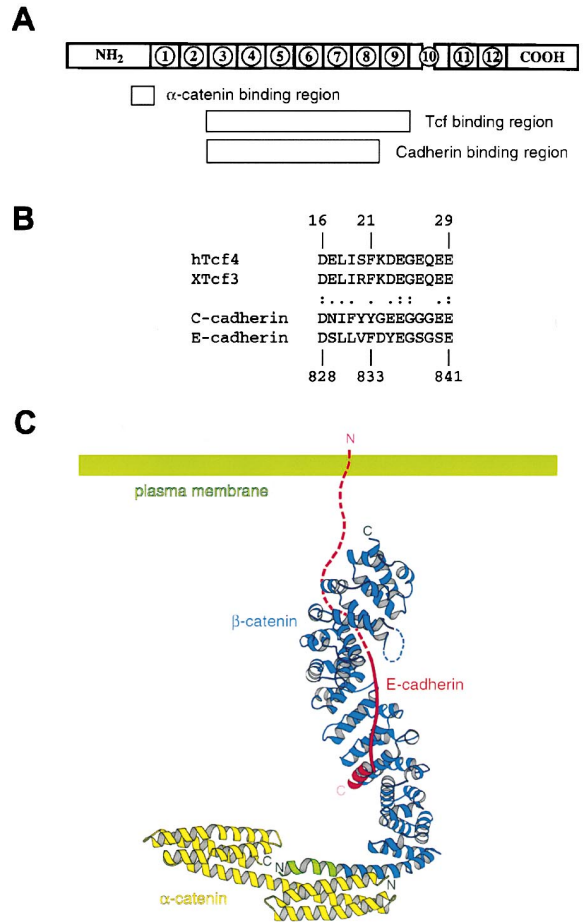 A
NH2 1 2 3 4 5 6 7 8 9 10 11 12 COOH
α-catenin binding region
Tcf binding region
Cadherin binding region
B
16 21 29
hTcf4 DELISFKDEGEQEE
XTcf3 DELIRFKDEGEQEE
:... . .:: .:
C-cadherin DNIFYYGEEGGGEE
E-cadherin DSLLVFDYEGSGSE
828 833 841
C
N
plasma membrane
C
β-catenin
E-cadherin
C
C N N
α-catenin